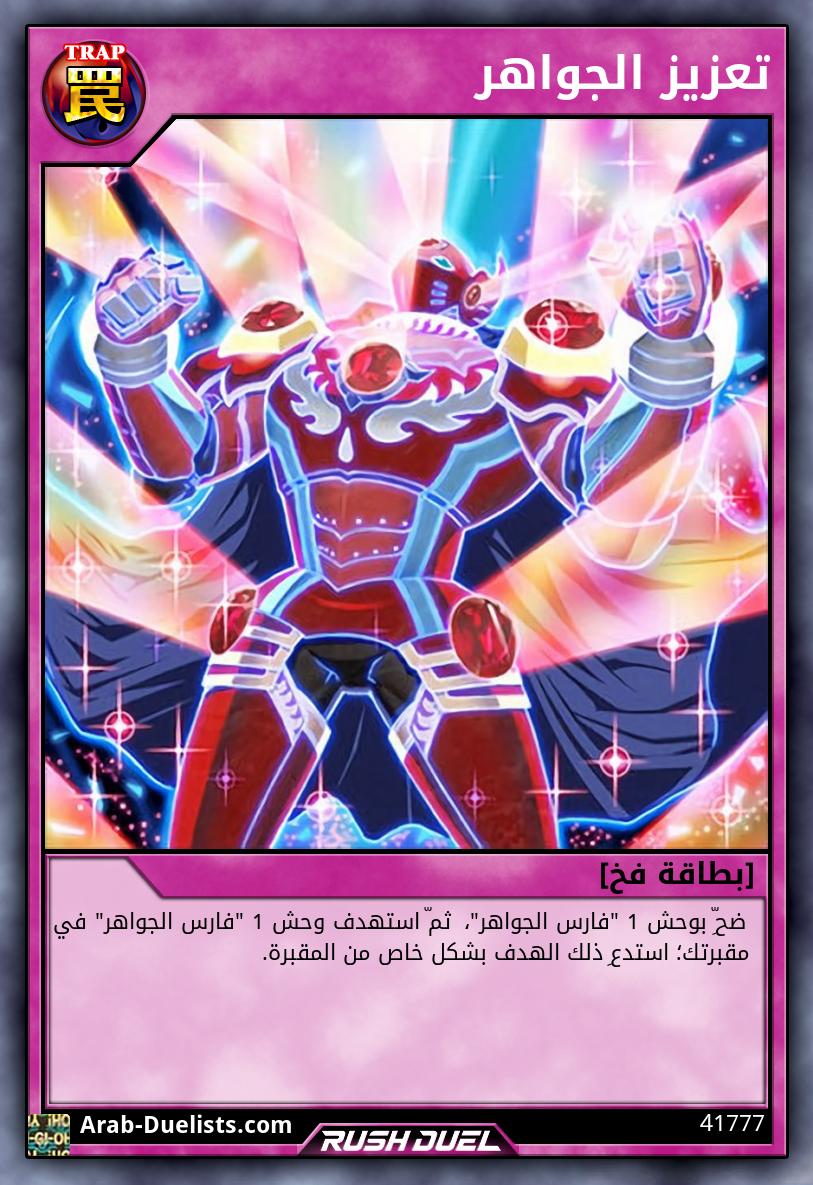 TRAP
罠
تعزيز الجواهر
[بطاقة فخ]
ضحِّ بوحش 1 "فارس الجواهر"، ثمّ استهدف وحش 1 "فارس الجواهر" في
مقبرتك؛ استدعِ ذلك الهدف بشكل خاص من المقبرة.
Arab-Duelists.com
41777
RUSH DUEL